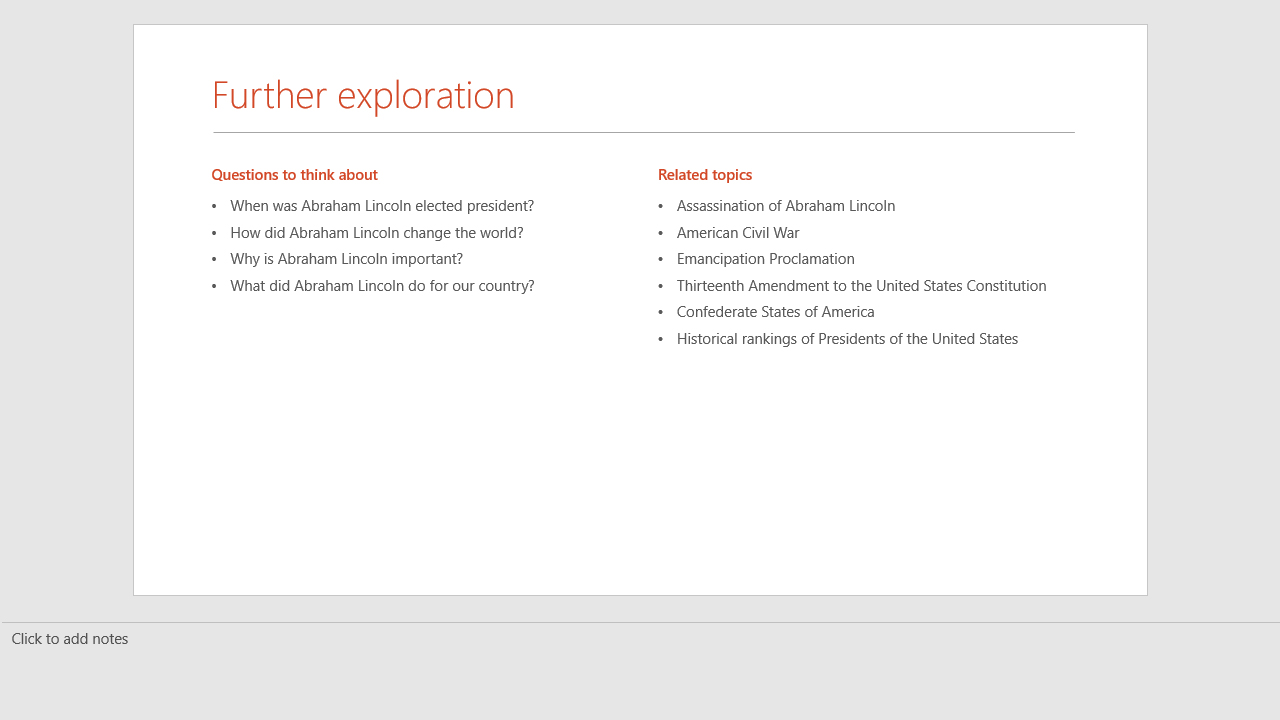 Further exploration
Questions to think about
• When was Abraham Lincoln elected president?
• How did Abraham Lincoln change the world?
• Why is Abraham Lincoln important?
• What did Abraham Lincoln do for our country?
Related topics
• Assassination of Abraham Lincoln
• American Civil War
• Emancipation Proclamation
• Thirteenth Amendment to the United States Constitution
• Confederate States of America
• Historical rankings of Presidents of the United States
Click to add notes